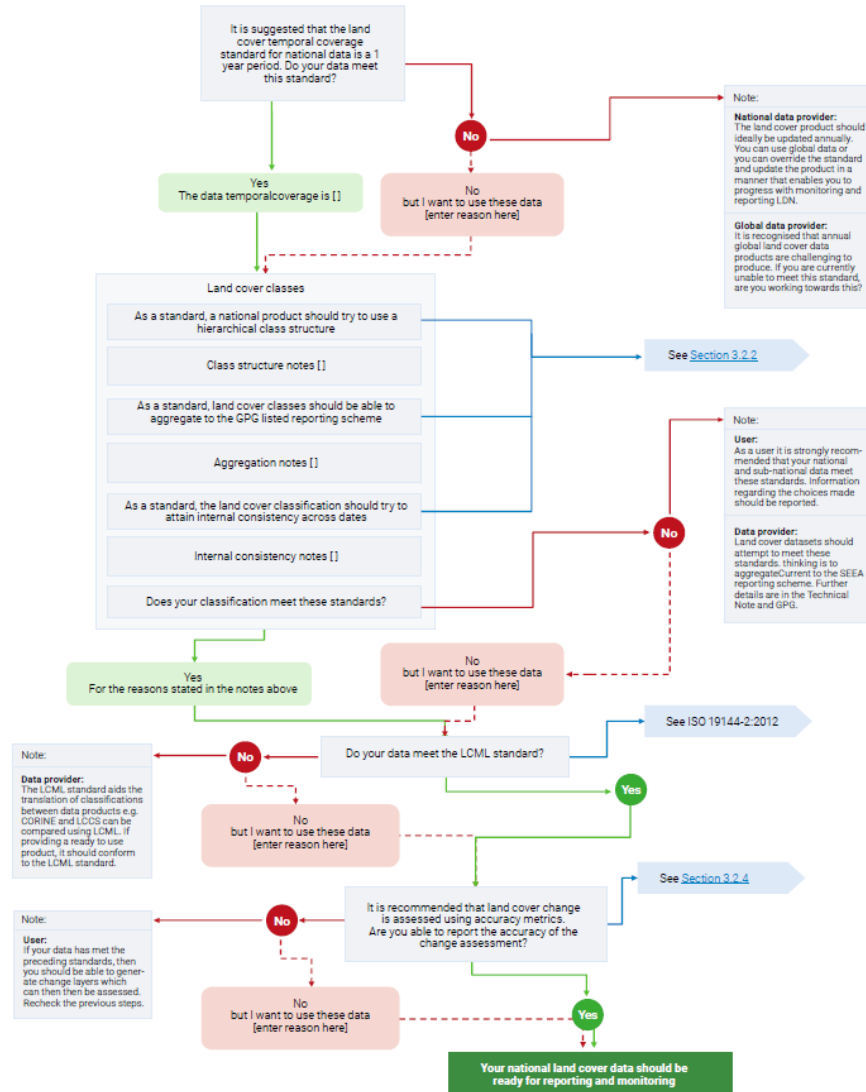 It is suggested that the land
cover temporal coverage
standard for national data is a 1
year period. Do your data meet
this standard?
No
Note:
National data provider:
The land cover product should
ideally be updated annually.
You can use global data or
you can override the standard
and update the product in a
manner that enables you to
progress with monitoring and
reporting LDN.
Global data provider:
It is recognised that annual
global land cover data
products are challenging to
produce. If you are currently
unable to meet this standard,
are you working towards this?
Yes
The data temporalcoverage is [ ]
No
but I want to use these data
[enter reason here]
Land cover classes
As a standard, a national product should try to use a
hierarchical class structure
Class structure notes [ ]
As a standard, land cover classes should be able to
aggregate to the GPG listed reporting scheme
Aggregation notes [ ]
As a standard, the land cover classification should try to
attain internal consistency across dates
Internal consistency notes [ ]
Does your classification meet these standards?
See Section 3.2.2
No
Note:
User:
As a user it is strongly recom-
mended that your national
and sub-national data meet
these standards. Information
regarding the choices made
should be reported.
Data provider:
Land cover datasets should
attempt to meet these
standards. thinking is to
aggregateCurrent to the SEEA
reporting scheme. Further
details are in the Technical
Note and GPG.
Yes
For the reasons stated in the notes above
No
but I want to use these data
[enter reason here]
Do your data meet the LCML standard?
See ISO 19144-2:2012
No
Note:
Data provider:
The LCML standard aids the
translation of classifications
between data products e.g.
CORINE and LCCS can be
compared using LCML. If
providing a ready to use
product, it should conform
to the LCML standard.
Yes
No
but I want to use these data
[enter reason here]
It is recommended that land cover change
is assessed using accuracy metrics.
Are you able to report the accuracy of the
change assessment?
See Section 3.2.4
No
Note:
User:
If your data has met the
preceding standards, then
you should be able to gener-
ate change layers which
can then then be assessed.
Recheck the previous steps.
No
but I want to use these data
[enter reason here]
Yes
Your national land cover data should be
ready for reporting and monitoring